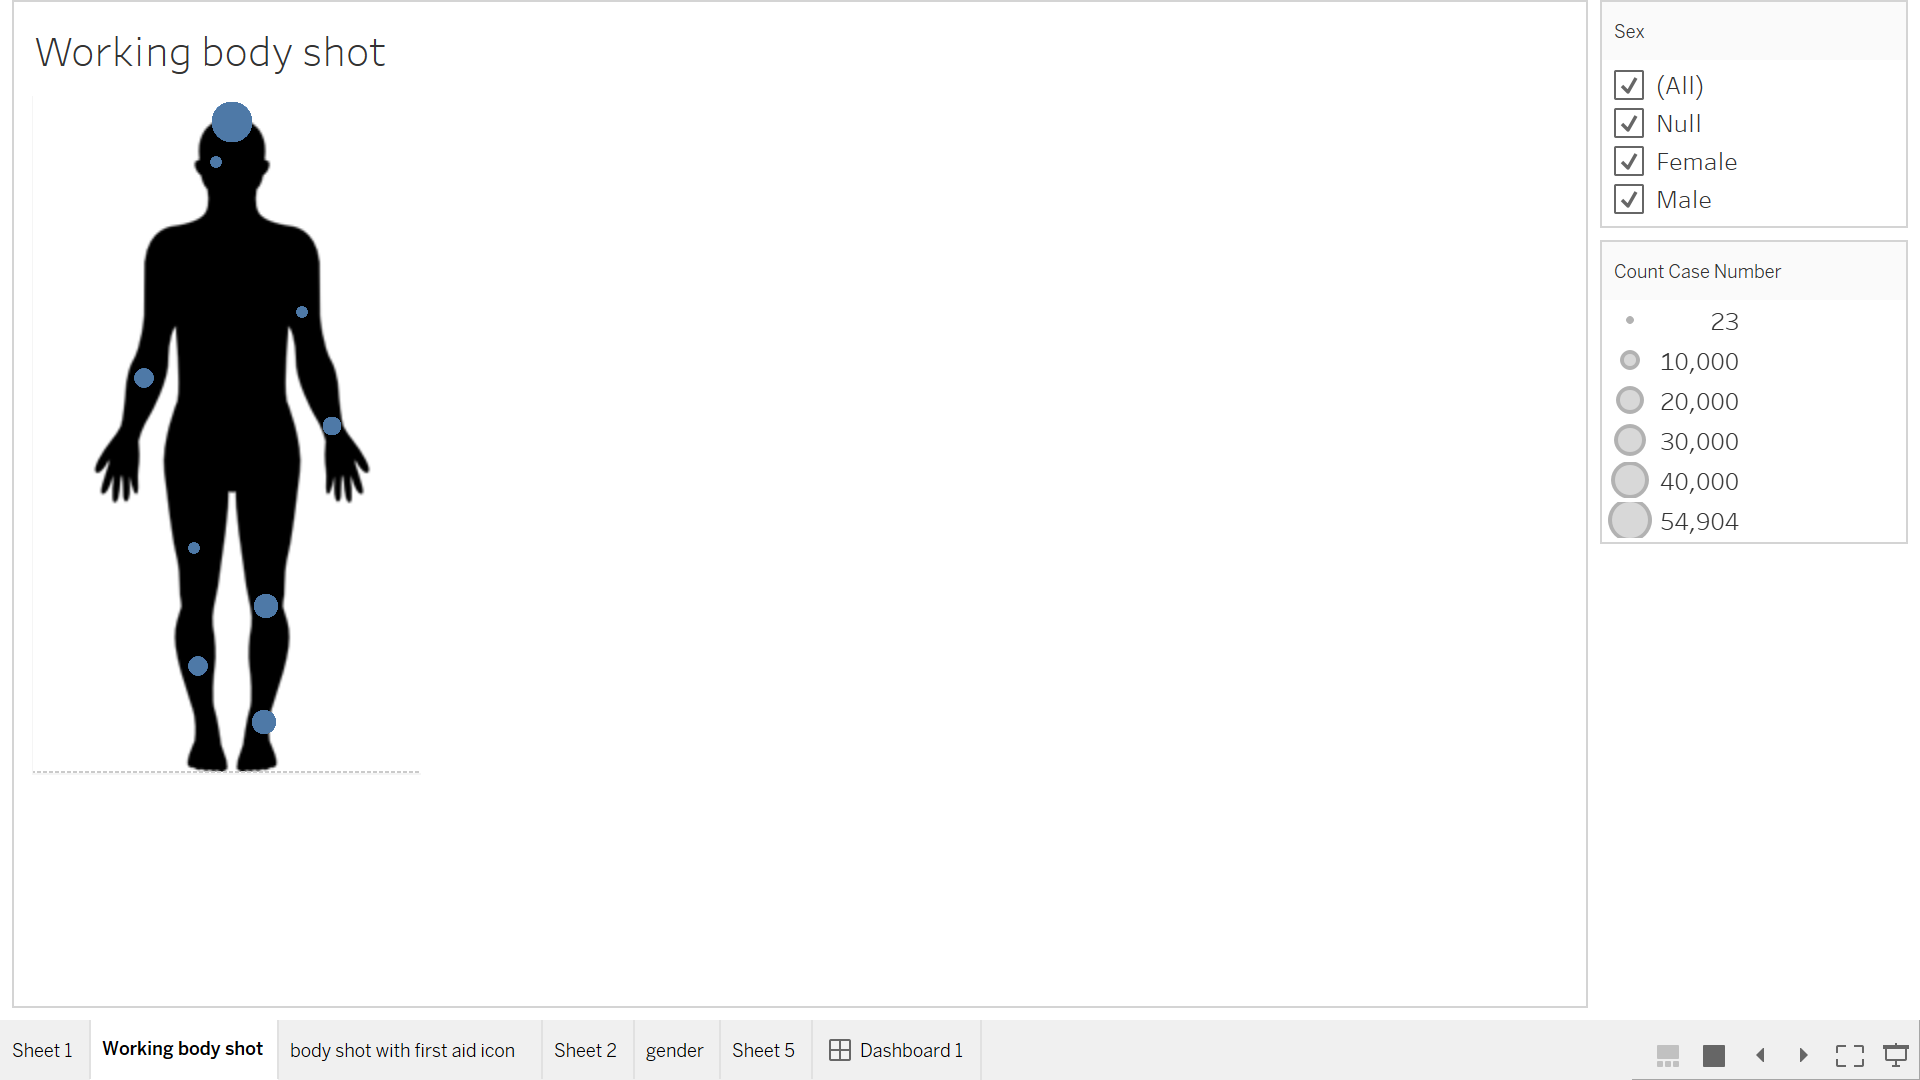 Working body shot
Sex
(All)
Null
Female
Male
Count Case Number
23
10,000
20,000
30,000
40,000
54,904
Sheet 1
Working body shot
body shot with first aid icon
Sheet 2
gender
Sheet 5
Dashboard 1